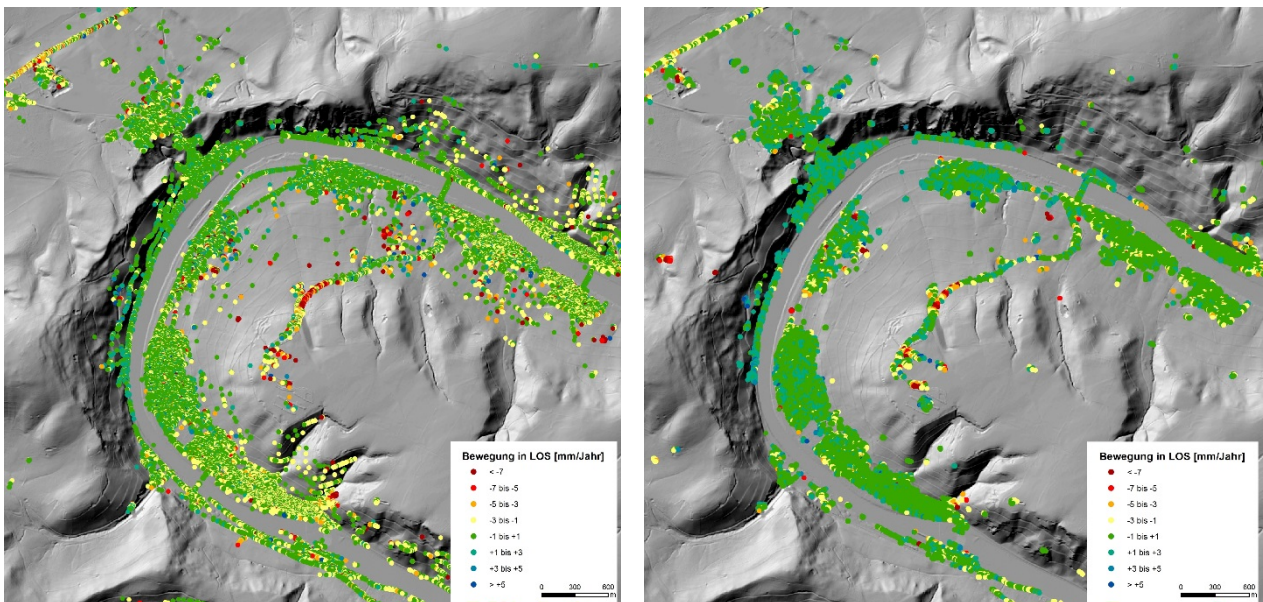 Bewegung in LOS [mm/Jahr]
< -7
-7 bis -5
-5 bis -3
-3 bis -1
-1 bis +1
+1 bis +3
+3 bis +5
> +5
0 300 600
m
Bewegung in LOS [mm/Jahr]
< -7
-7 bis -5
-5 bis -3
-3 bis -1
-1 bis +1
+1 bis +3
+3 bis +5
> +5
0 300 600
m